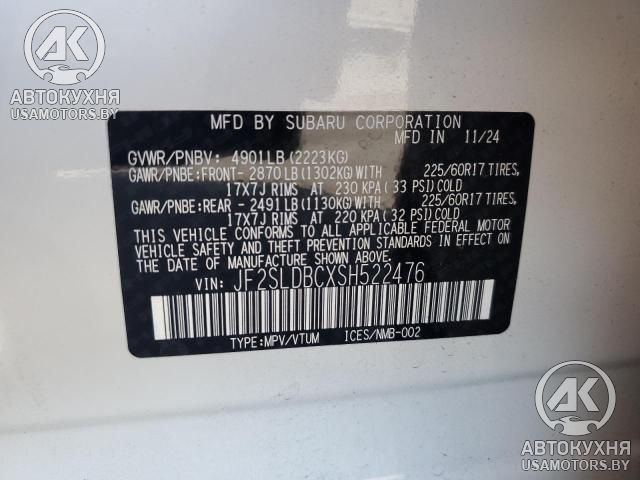 AK
АВТОКУХНЯ
USAMOTORS.BY
MFD BY SUBARU CORPORATION
MFD IN 11/24
GVWR/PNBV: 4901LB(2223KG)
GAWR/PNBE:FRONT- 2870LB(1302KG)WITH 225/60R17 TIRES,
17X7J RIMS AT 230 KPA(33 PSI)COLD
GAWR/PNBE:REAR - 2491LB(1130KG)WITH 225/60R17 TIRES,
17X7J RIMS AT 220 KPA(32 PSI)COLD
THIS VEHICLE CONFORMS TO ALL APPLICABLE FEDERAL MOTOR
VEHICLE SAFETY AND THEFT PREVENTION STANDARDS IN EFFECT
ON THE DATE OF MANUFACTURE SHOWN ABOVE.
VIN: JF2SLDBCXSH522476
TYPE:MPV/VTUM ICES/NMB-002
AK
АВТОКУХНЯ
USAMOTORS.BY